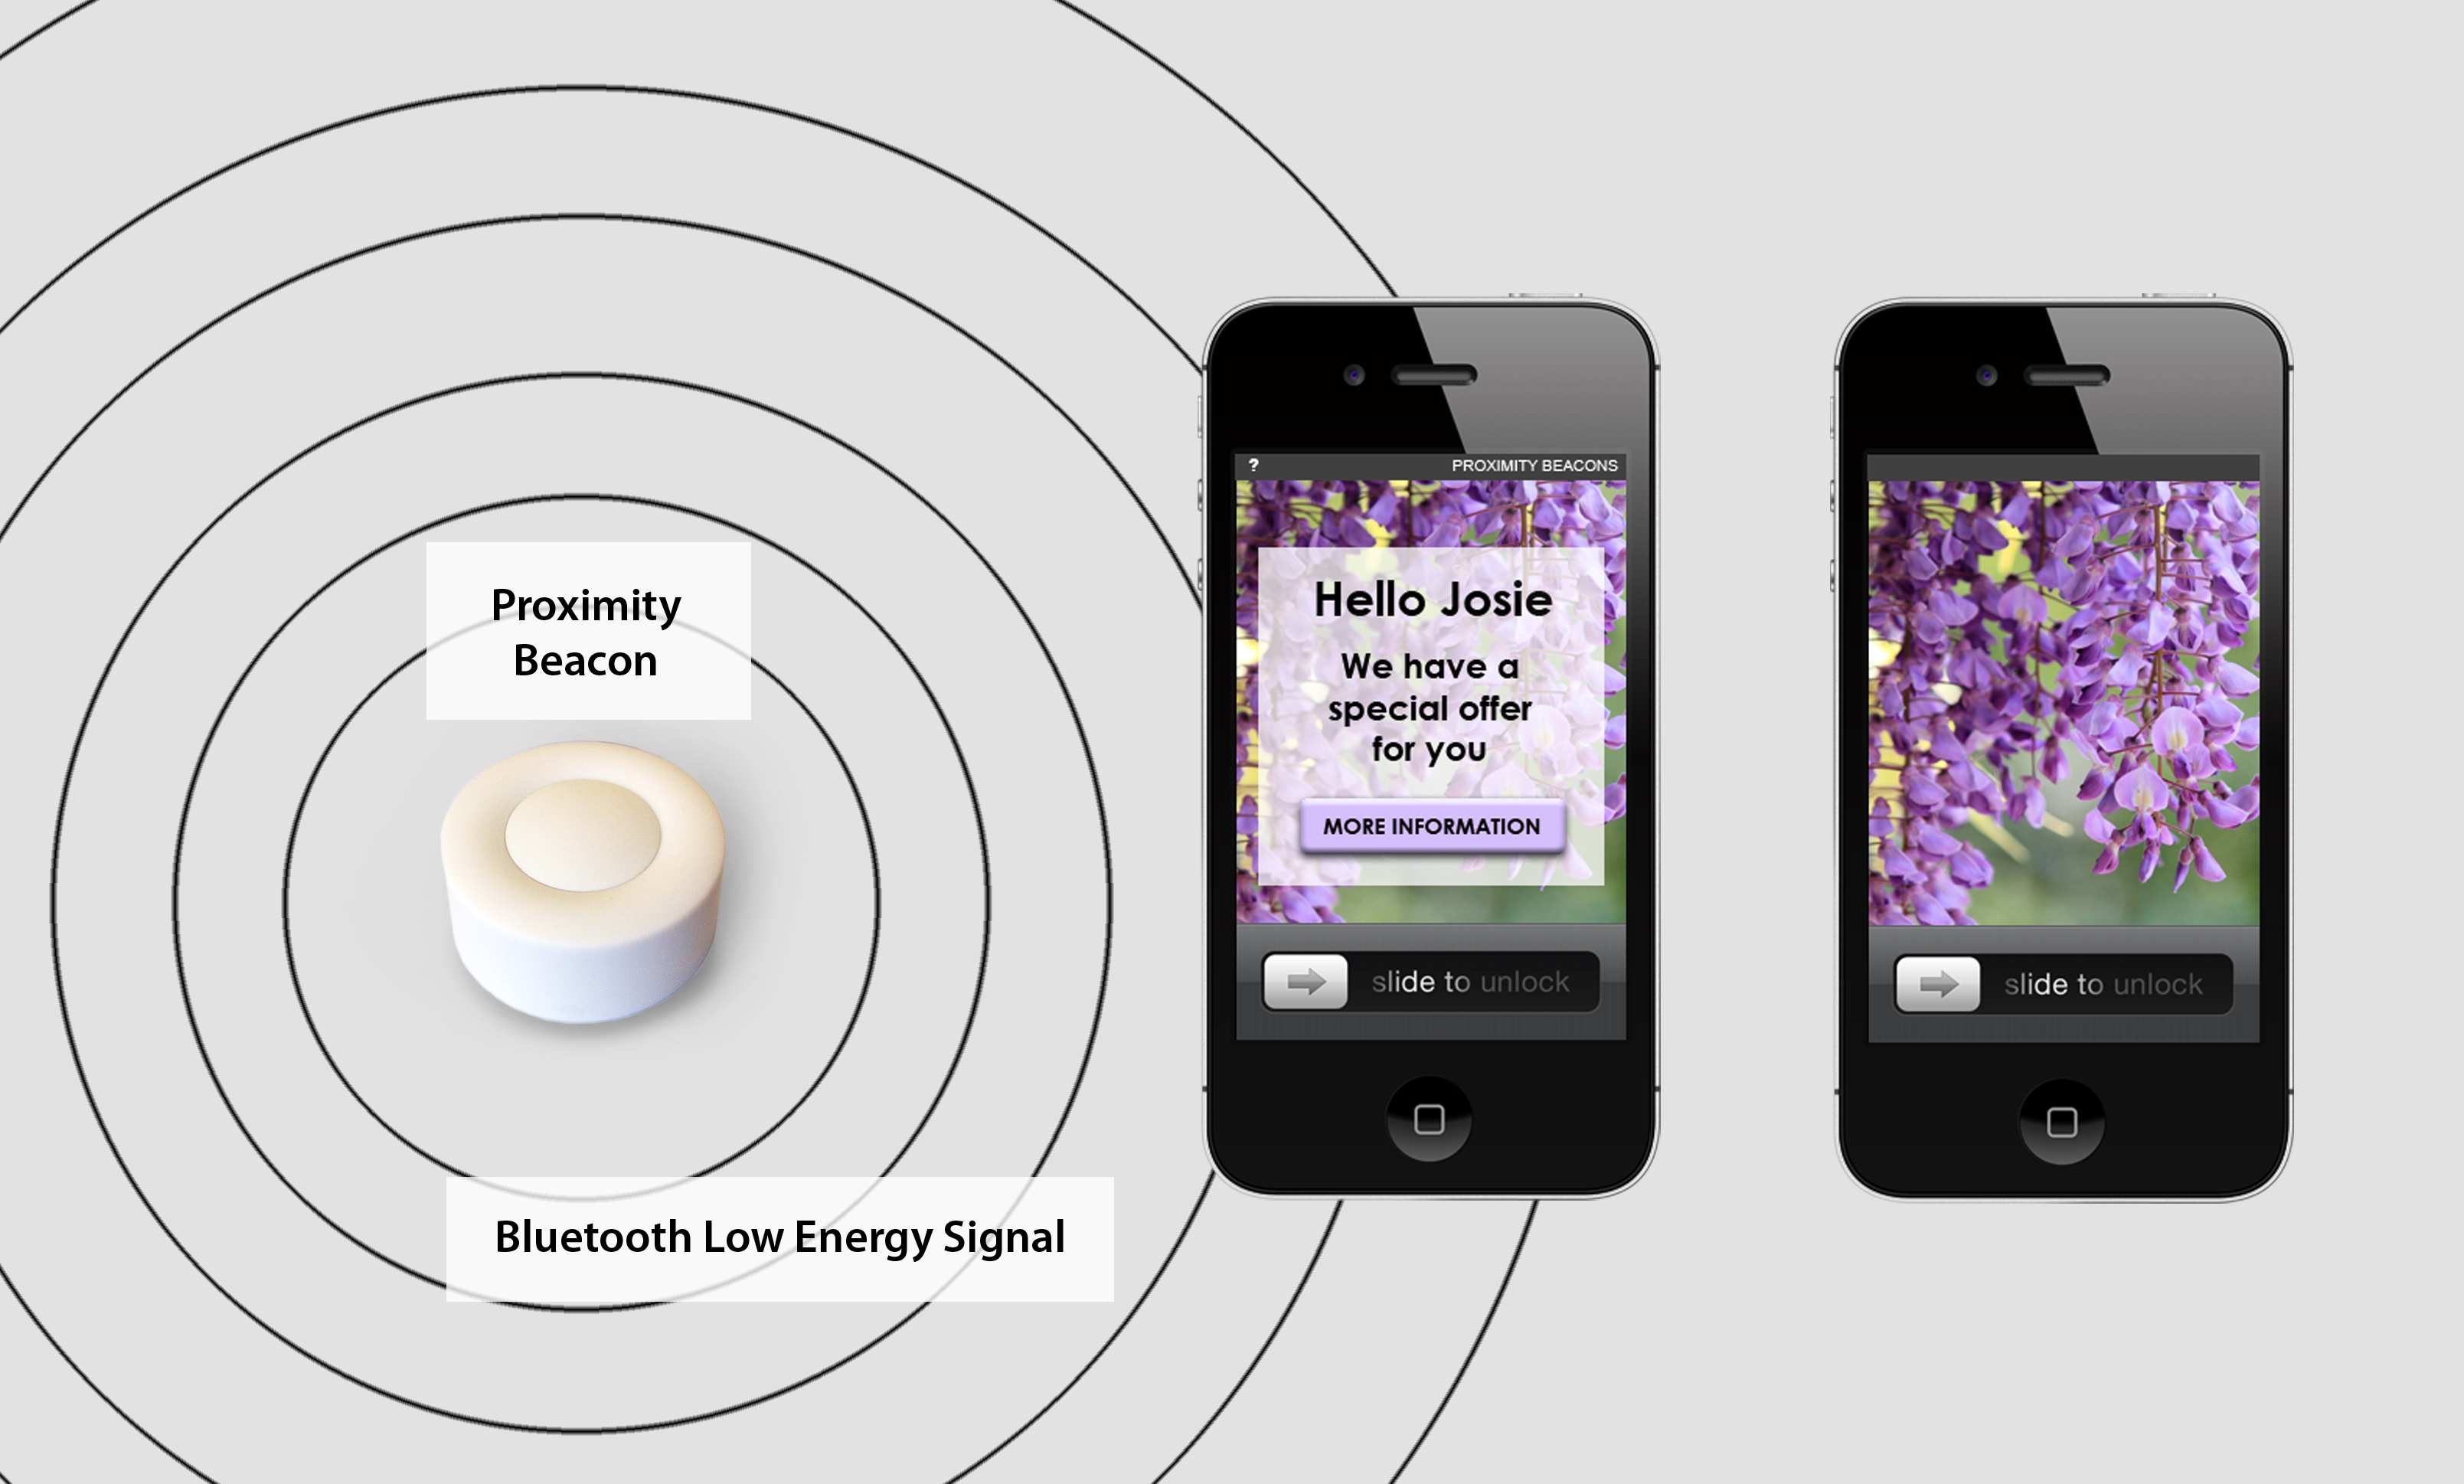 Proximity
Beacon
Bluetooth Low Energy Signal
? PROXIMITY BEACONS
Hello Josie
We have a
special offer
for you
MORE INFORMATION
slide to unlock
slide to unlock